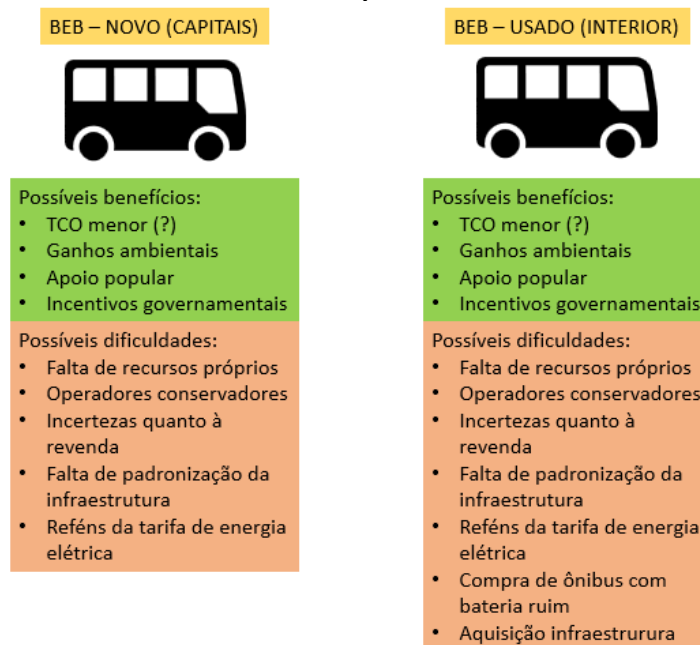 BEB – NOVO (CAPITAIS)
Possíveis benefícios:
• TCO menor (?)
• Ganhos ambientais
• Apoio popular
• Incentivos governamentais
Possíveis dificuldades:
• Falta de recursos próprios
• Operadores conservadores
• Incertezas quanto à
revenda
• Falta de padronização da
infraestrutura
• Reféns da tarifa de energia
elétrica
BEB – USADO (INTERIOR)
Possíveis benefícios:
• TCO menor (?)
• Ganhos ambientais
• Apoio popular
• Incentivos governamentais
Possíveis dificuldades:
• Falta de recursos próprios
• Operadores conservadores
• Incertezas quanto à
revenda
• Falta de padronização da
infraestrutura
• Reféns da tarifa de energia
elétrica
• Compra de ônibus com
bateria ruim
• Aquisição infraestrurura